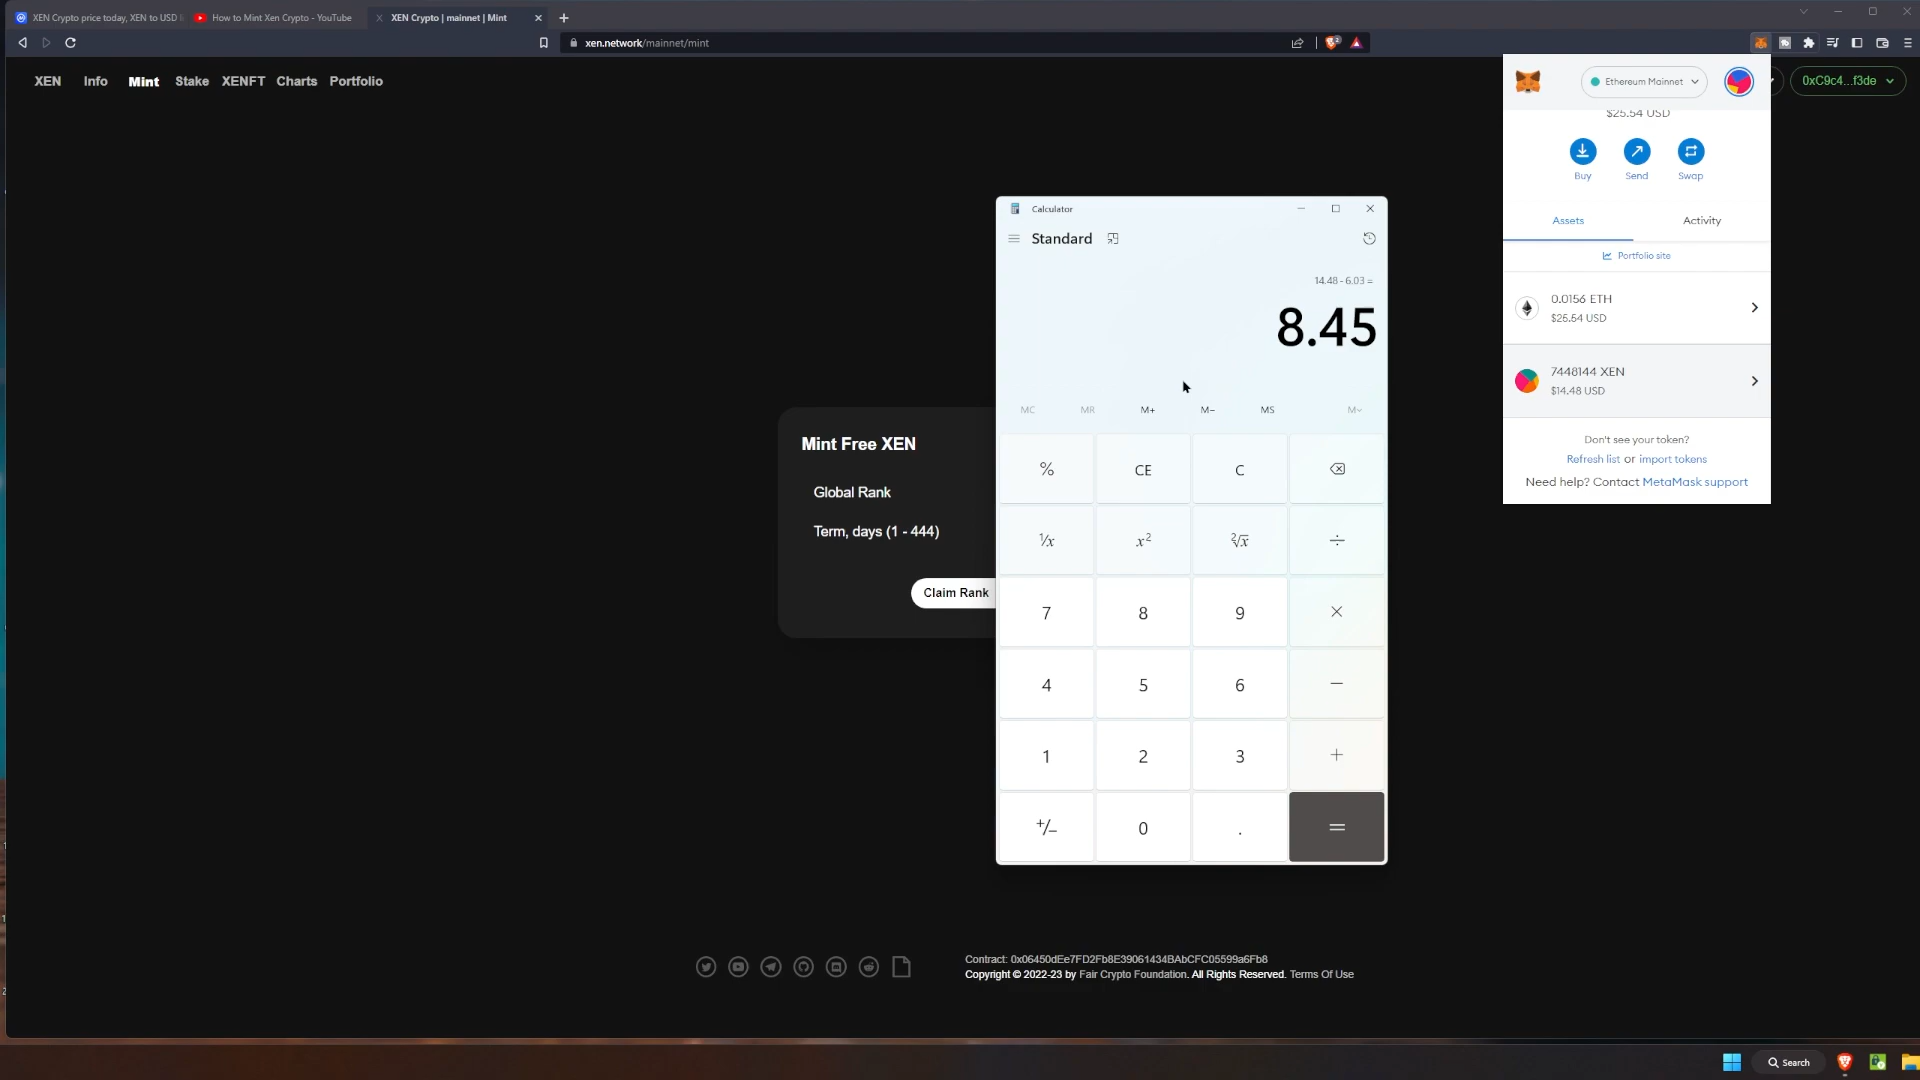 XEN Crypto price today, XEN to USD li
How to Mint Xen Crypto - YouTube
XEN Crypto | mainnet | Mint
xen.network/mainnet/mint
XEN Info Mint Stake XENFT Charts Portfolio
0xC9c4...f3de
Ethereum Mainnet
$25.54 USD
Buy Send Swap
Assets Activity
Portfolio site
0.0156 ETH
$25.54 USD
7448144 XEN
$14.48 USD
Don't see your token?
Refresh list or import tokens
Need help? Contact MetaMask support
Calculator
Standard
14.48 - 6.03 =
8.45
MC MR M+ M− MS M˅
% CE C
¹/x x² ²√x ÷
7 8 9 ×
4 5 6 −
1 2 3 +
+/− 0 . =
Mint Free XEN
Global Rank
Term, days (1 - 444)
Claim Rank
Contract: 0x06450dEe7FD2Fb8E39061434BAbCFC05599a6Fb8
Copyright © 2022-23 by Fair Crypto Foundation. All Rights Reserved. Terms Of Use
Search